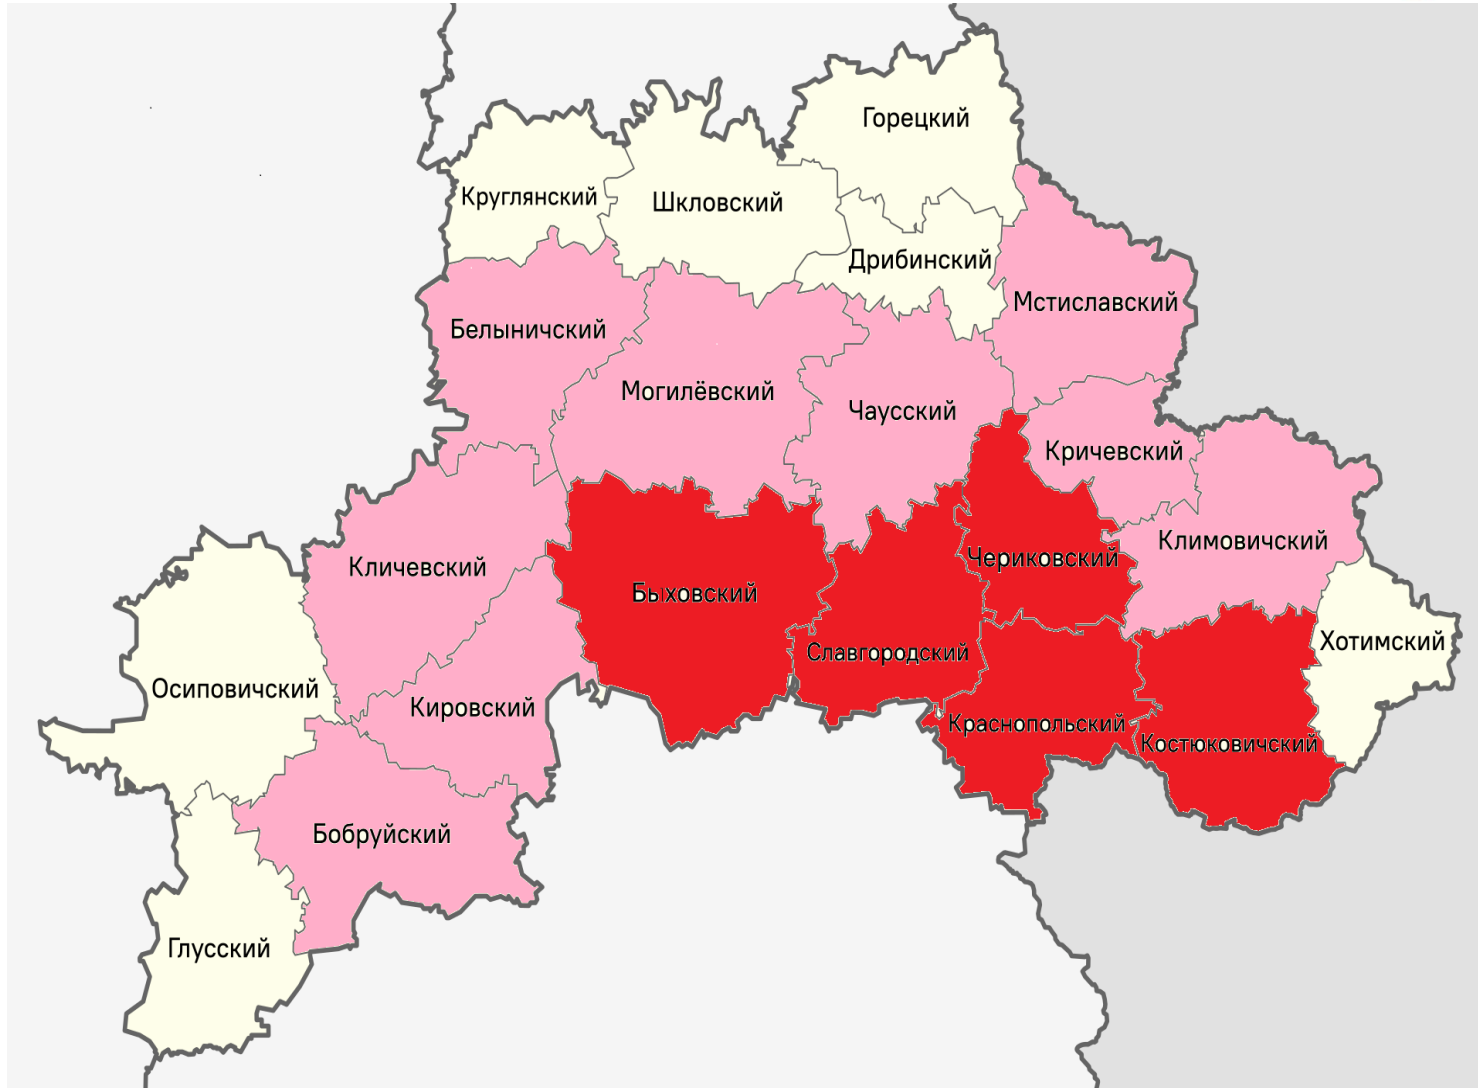 Горецкий
Круглянский
Шкловский
Дрибинский
Мстиславский
Белыничский
Могилёвский
Чаусский
Кричевский
Климовичский
Кличевский
Чериковский
Быховский
Хотимский
Славгородский
Осиповичский
Кировский
Краснопольский
Костюковичский
Бобруйский
Глусский